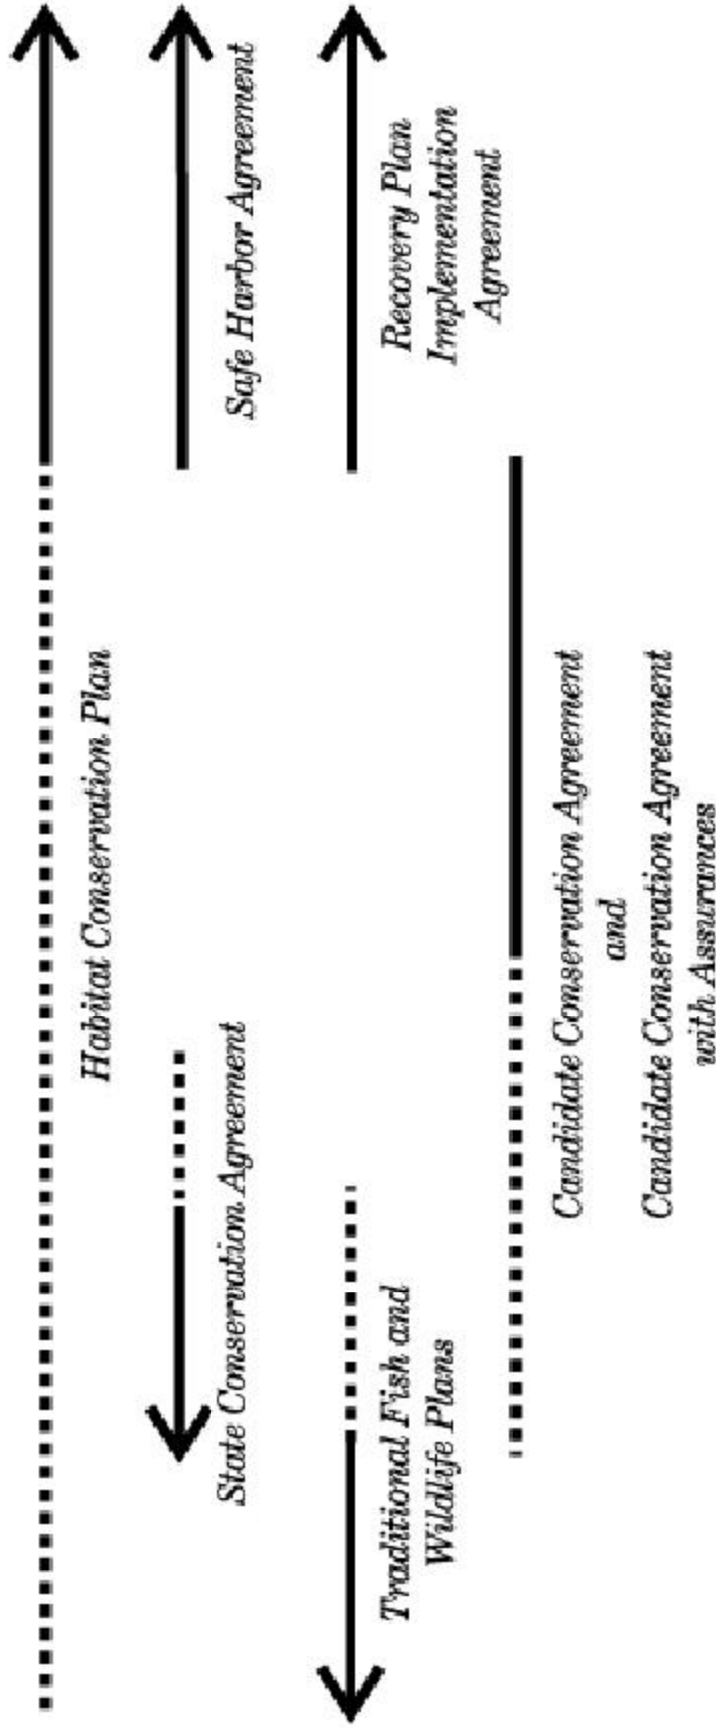 Habitat Conservation Plan
State Conservation Agreement
Safe Harbor Agreement
Traditional Fish and
Wildlife Plans
Recovery Plan
Implementation
Agreement
Candidate Conservation Agreement
and
Candidate Conservation Agreement
with Assurances